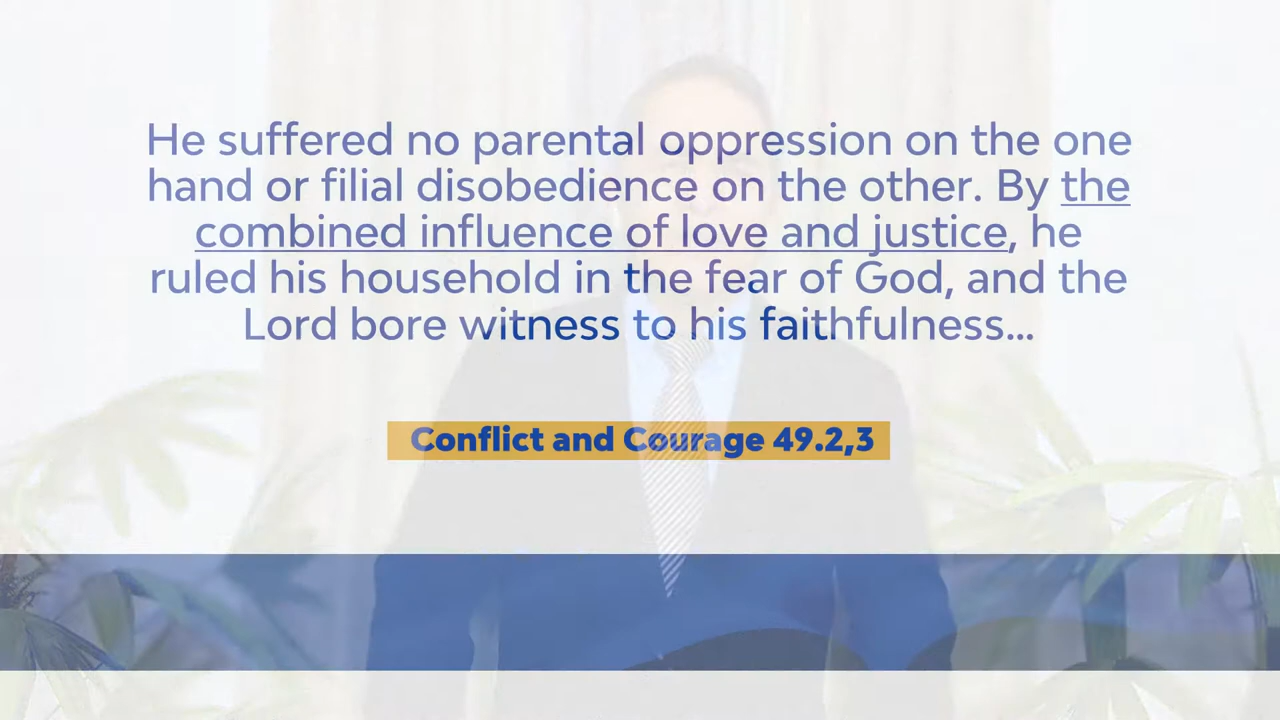 He suffered no parental oppression on the one
hand or filial disobedience on the other. By the
combined influence of love and justice, he
ruled his household in the fear of God, and the
Lord bore witness to his faithfulness...
Conflict and Courage 49.2,3